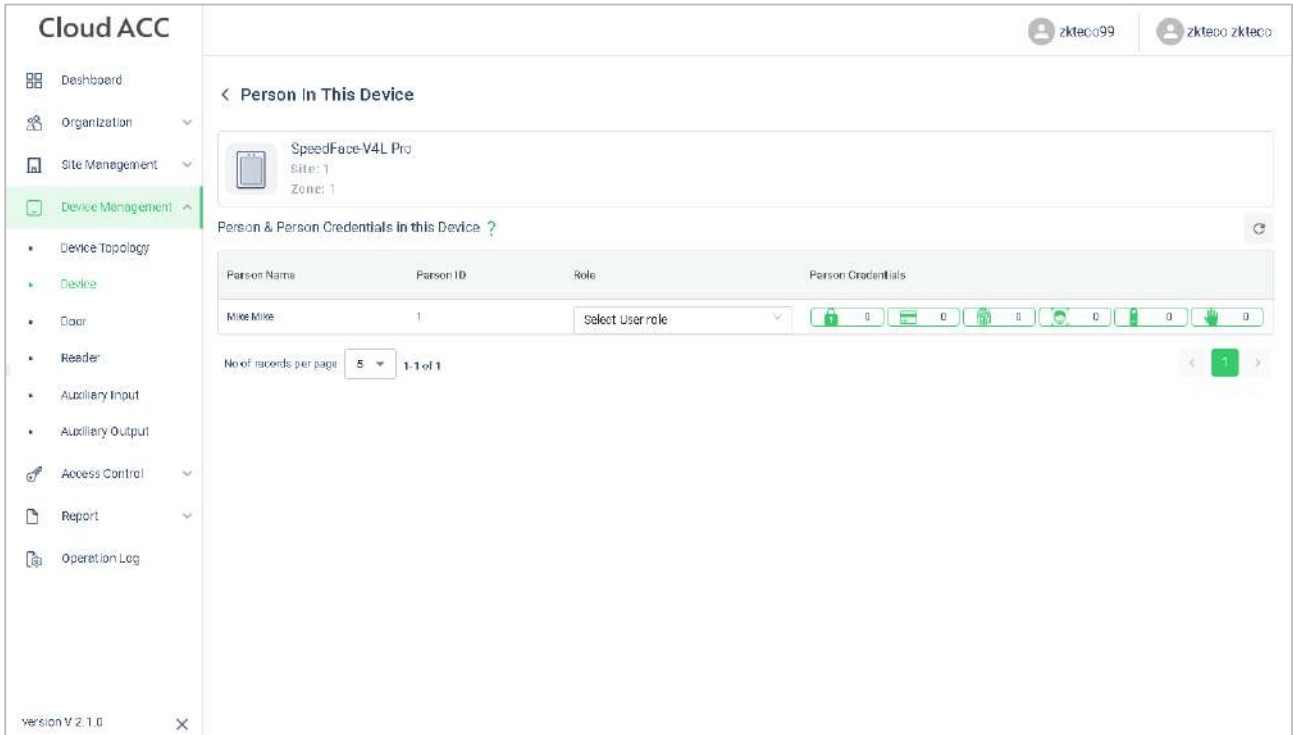 Cloud ACC
zkteco99
zkteco zkteco
Dashboard
Organization
Site Management
Device Management
Device Topology
Device
Door
Reader
Auxiliary Input
Auxiliary Output
Access Control
Report
Operation Log
version V 2.1.0
Person In This Device
SpeedFace-V4L Pro
Site: 1
Zone: 1
Person & Person Credentials in this Device ?
Person Name Person ID Role Person Credentials
Mike Mike 1 Select User role 0 0 0 0 0 0
No of records per page 5 1-1 of 1 1